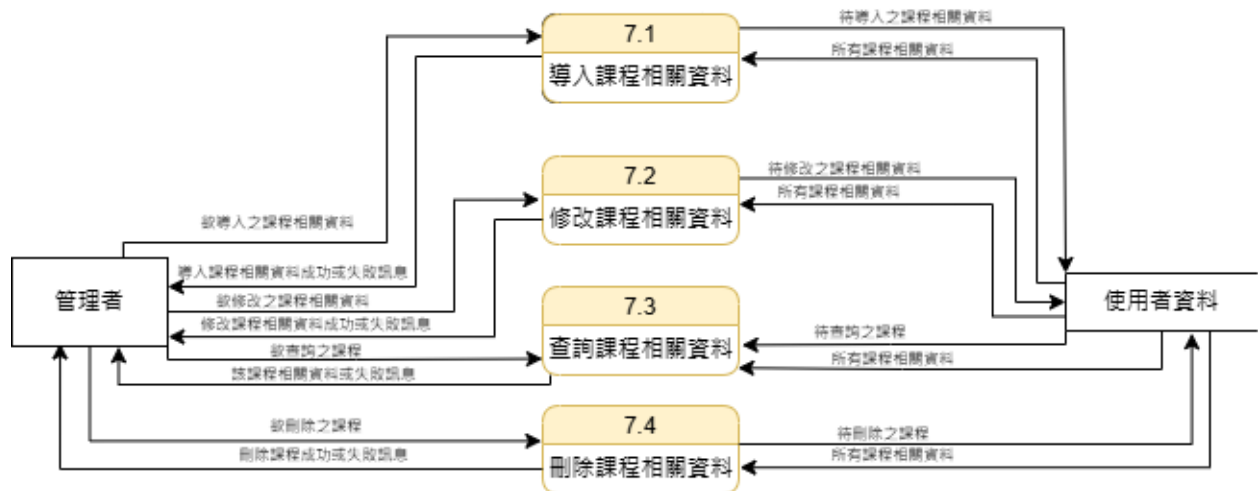 待導入之課程相關資料
7.1
所有課程相關資料
導入課程相關資料
7.2
待修改之課程相關資料
所有課程相關資料
修改課程相關資料
欲導入之課程相關資料
導入課程相關資料成功或失敗訊息
管理者
欲修改之課程相關資料
使用者資料
7.3
修改課程相關資料成功或失敗訊息
待查詢之課程
欲查詢之課程
查詢課程相關資料
所有課程相關資料
該課程相關資料或失敗訊息
7.4
欲刪除之課程
待刪除之課程
刪除課程成功或失敗訊息
所有課程相關資料
刪除課程相關資料